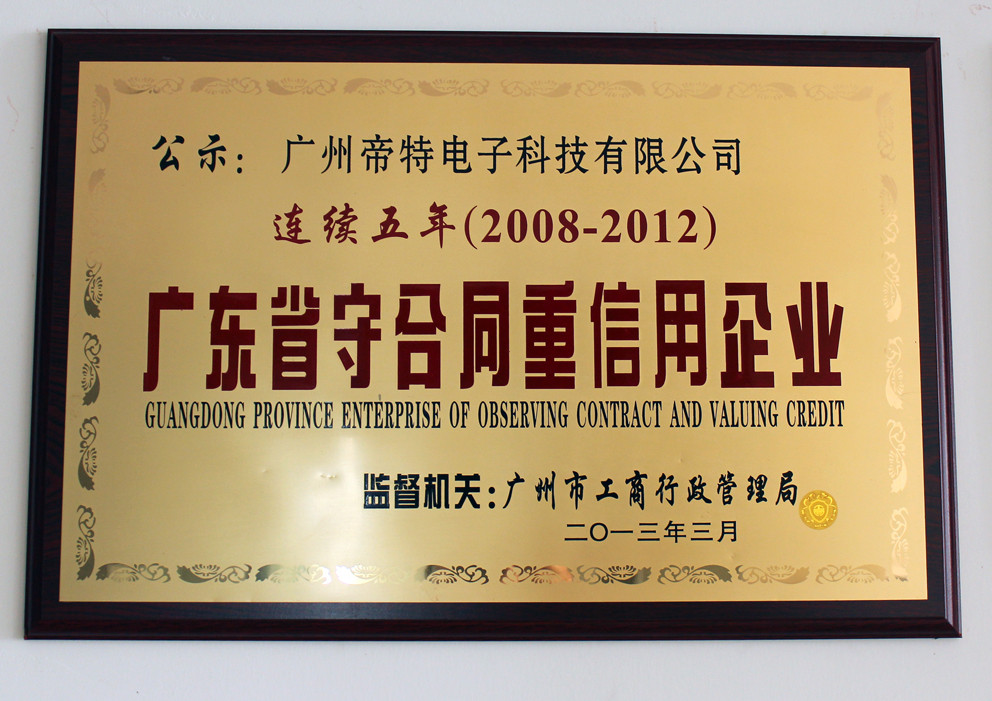 公示：广州帝特电子科技有限公司
连续五年(2008-2012)
广东省守合同重信用企业
GUANGDONG PROVINCE ENTERPRISE OF OBSERVING CONTRACT AND VALUING CREDIT
监督机关：广州市工商行政管理局
二〇一三年三月